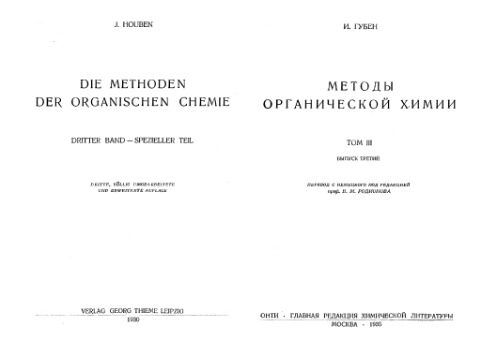 J. HOUBEN
DIE METHODEN
DER ORGANISCHEN CHEMIE
DRITTER BAND — SPEZIELLER TEIL
DRITTE, VÖLLIG UMGEARBEITETE
UND ERWEITERTE AUFLAGE
VERLAG GEORG THIEME LEIPZIG
1930
И. ГУБЕН
МЕТОДЫ
ОРГАНИЧЕСКОЙ ХИМИИ
ТОМ III
ВЫПУСК ТРЕТИЙ
ПЕРЕВОД С НЕМЕЦКОГО ПОД РЕДАКЦИЕЙ
проф. В. М. РОДИОНОВА
ОНТИ • ГЛАВНАЯ РЕДАКЦИЯ ХИМИЧЕСКОЙ ЛИТЕРАТУРЫ
МОСКВА • 1935